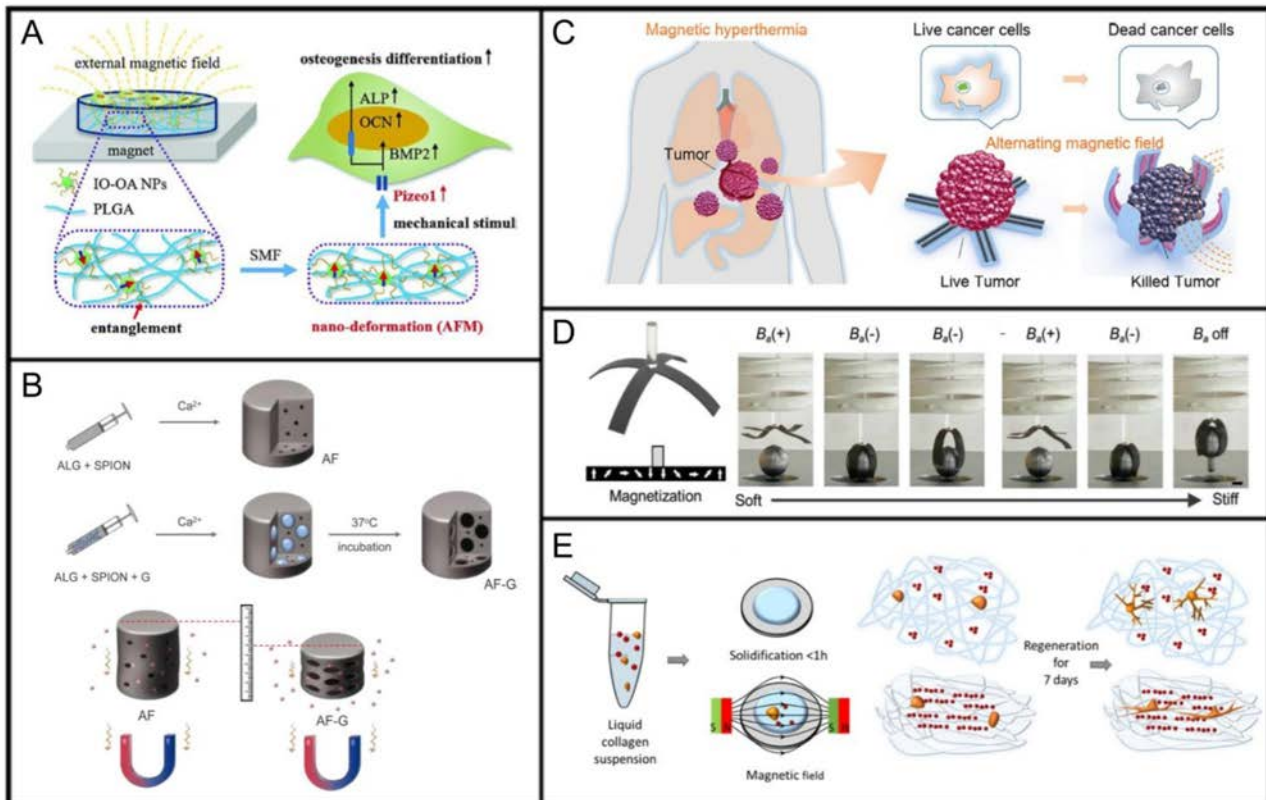 A
external magnetic field
magnet
IO-OA NPs
PLGA
entanglement
SMF
osteogenesis differentiation ↑
ALP ↑
OCN ↑
BMP2 ↑
Pizeo1 ↑
mechanical stimul
nano-deformation (AFM)
B
ALG + SPION
Ca²⁺
AF
ALG + SPION + G
Ca²⁺
37°C
incubation
AF-G
AF
AF-G
C
Magnetic hyperthermia
Tumor
Live cancer cells
Dead cancer cells
Alternating magnetic field
Live Tumor
Killed Tumor
D
Magnetization
Bₐ(+)
Bₐ(-)
Bₐ(-)
- Bₐ(+)
Bₐ(-)
Bₐ off
Soft
Stiff
E
Liquid
collagen
suspension
Solidification <1h
S
Magnetic field
Regeneration
for
7 days